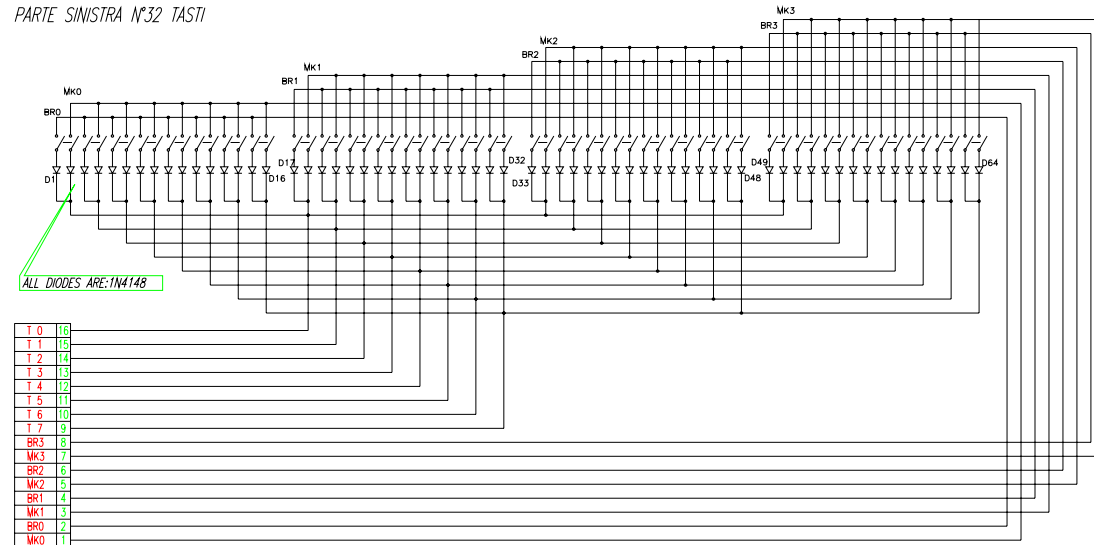 PARTE SINISTRA N°32 TASTI
MK3
BR3
MK2
BR2
MK1
BR1
MK0
BR0
D1
D16
D17
D32
D33
D48
D49
D64
ALL DIODES ARE:1N4148
T 0 16
T 1 15
T 2 14
T 3 13
T 4 12
T 5 11
T 6 10
T 7 9
BR3 8
MK3 7
BR2 6
MK2 5
BR1 4
MK1 3
BR0 2
MK0 1